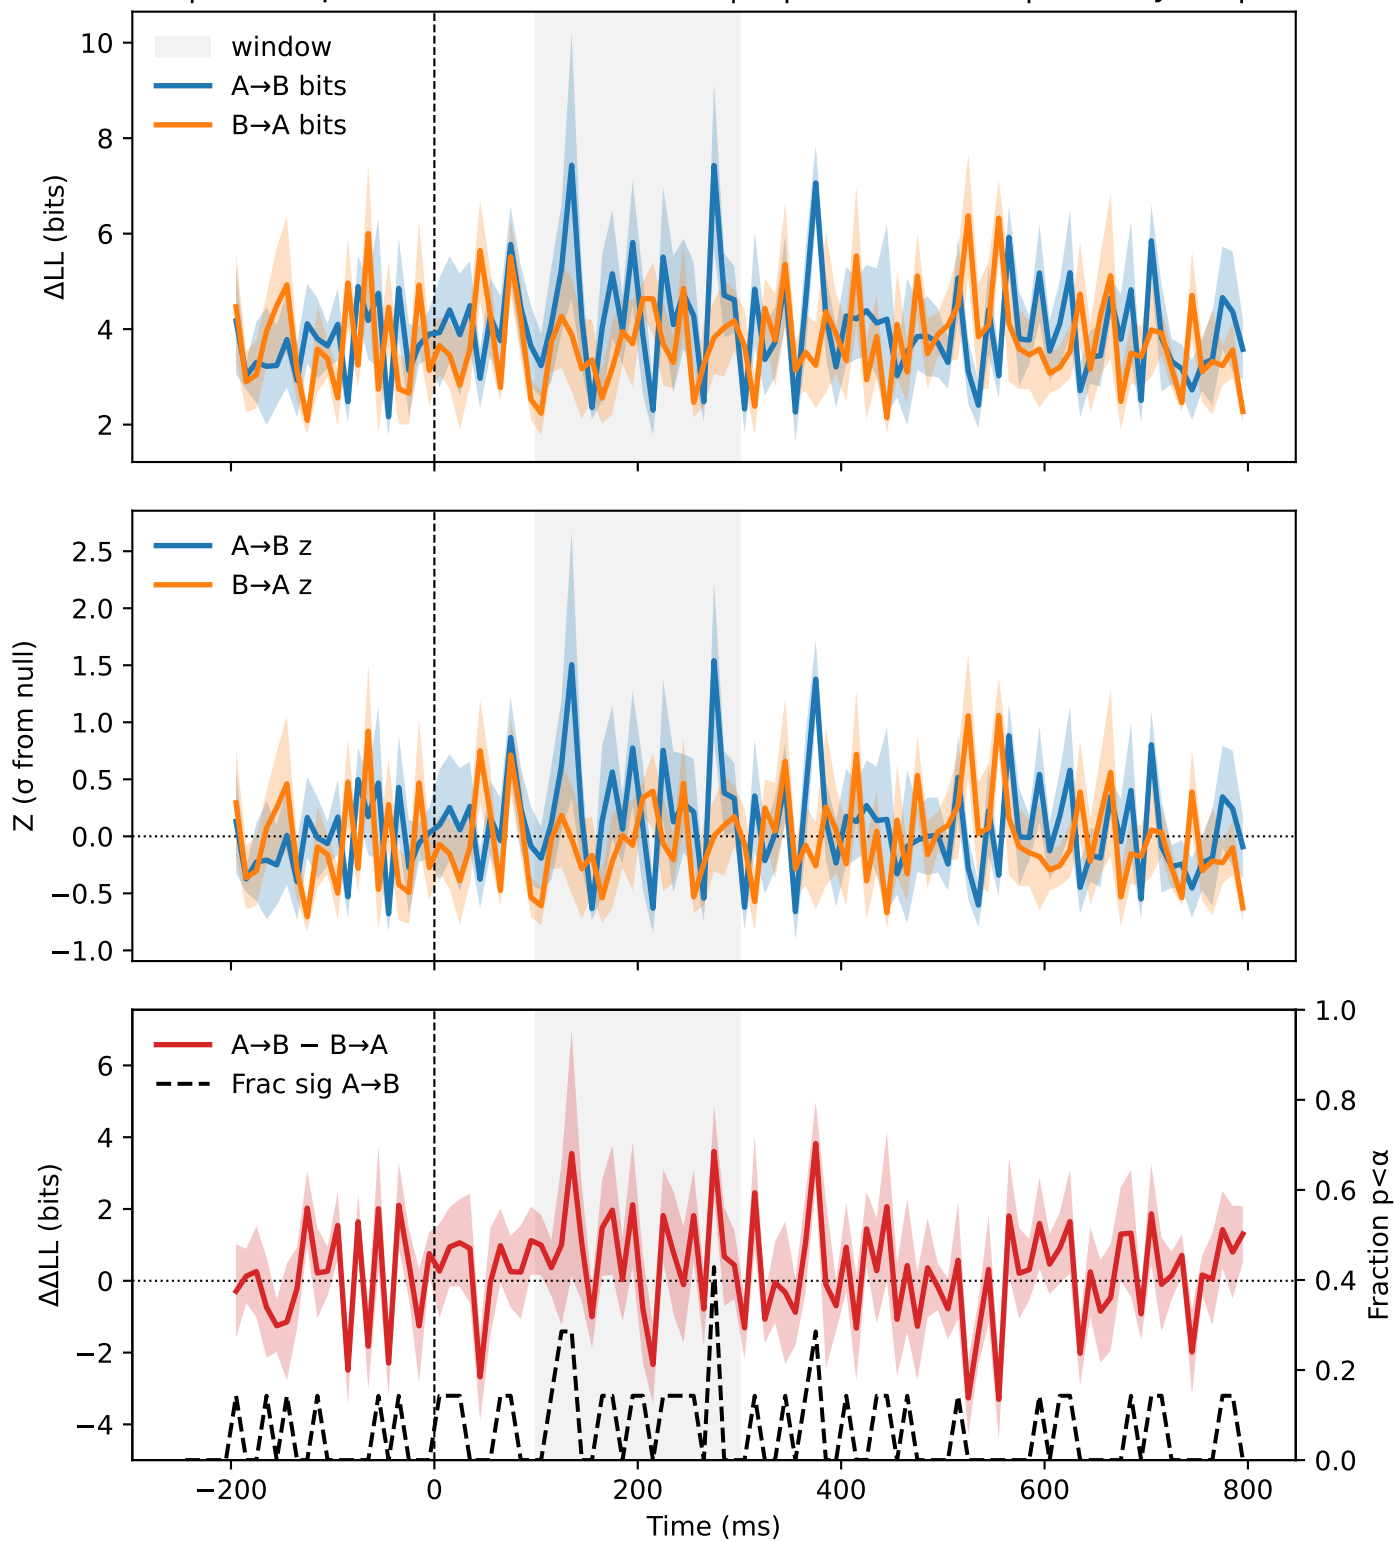 10
8
6
4
2
ΔLL (bits)
window
A→B bits
B→A bits
2.5
2.0
1.5
1.0
0.5
0.0
−0.5
−1.0
Z (σ from null)
A→B z
B→A z
6
4
2
0
−2
−4
ΔΔLL (bits)
A→B − B→A
Frac sig A→B
1.0
0.8
0.6
0.4
0.2
0.0
Fraction p<α
−200 0 200 400 600 800
Time (ms)